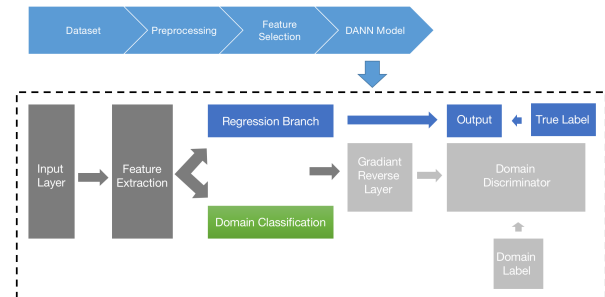 Dataset
Preprocessing
Feature
Selection
DANN Model
Regression Branch
Output
True Label
Input
Layer
Feature
Extraction
Gradiant
Reverse
Layer
Domain
Discriminator
Domain Classification
Domain
Label